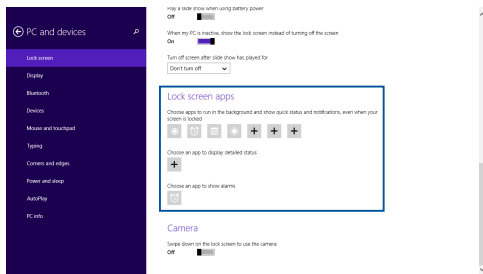 PC and devices
Lock screen
Display
Bluetooth
Devices
Mouse and touchpad
Typing
Corners and edges
Power and sleep
AutoPlay
PC info
Play a slide show when using battery power
Off
When my PC is inactive, show the lock screen instead of turning off the screen
On
Turn off screen after slide show has played for
Don't turn off
Lock screen apps
Choose apps to run in the background and show quick status and notifications, even when your
screen is locked
Choose an app to display detailed status
Choose an app to show alarms
Camera
Swipe down on the lock screen to use the camera
Off